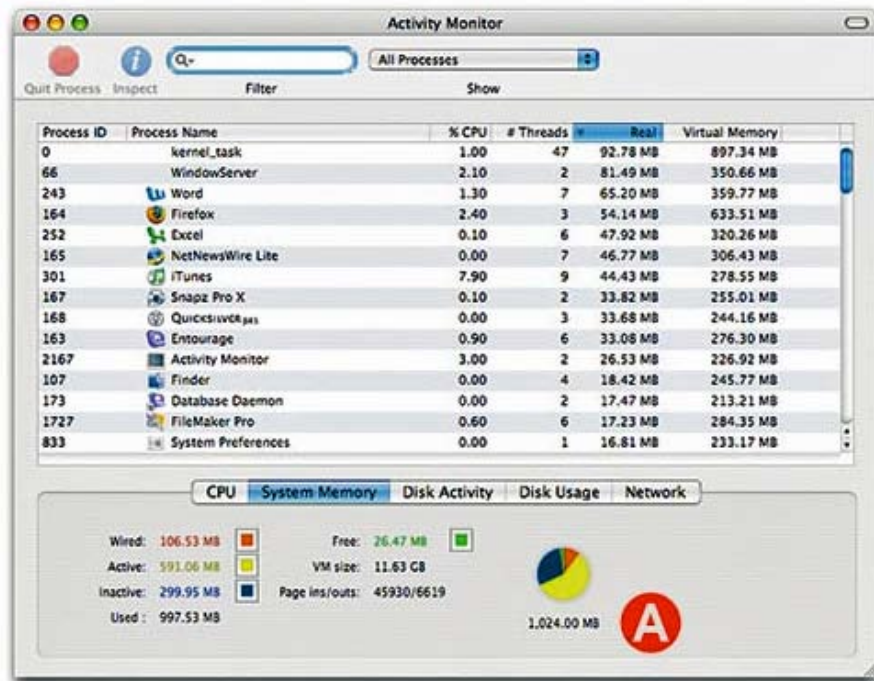 Activity Monitor
Quit Process Inspect Filter All Processes Show
Process ID Process Name % CPU # Threads Real Virtual Memory
0 kernel_task 1.00 47 92.78 MB 897.34 MB
66 WindowServer 2.10 2 81.49 MB 350.66 MB
243 Word 1.30 7 65.20 MB 359.77 MB
164 Firefox 2.40 3 54.14 MB 633.51 MB
252 Excel 0.10 6 47.92 MB 320.26 MB
165 NetNewsWire Lite 0.00 7 46.77 MB 306.43 MB
301 iTunes 7.90 9 44.43 MB 278.55 MB
167 Snapz Pro X 0.10 2 33.82 MB 255.01 MB
168 QUICKSILVER 0.00 3 33.68 MB 244.16 MB
163 Entourage 0.90 6 33.08 MB 276.30 MB
2167 Activity Monitor 3.00 2 26.53 MB 226.92 MB
107 Finder 0.00 4 18.42 MB 245.77 MB
173 Database Daemon 0.00 2 17.47 MB 213.21 MB
1727 FileMaker Pro 0.60 6 17.23 MB 284.35 MB
833 System Preferences 0.00 1 16.81 MB 233.17 MB
CPU System Memory Disk Activity Disk Usage Network
Wired: 106.53 MB Free: 26.47 MB
Active: 591.06 MB VM size: 11.63 GB
Inactive: 299.95 MB Page ins/outs: 45930/6619
Used : 997.53 MB
1,024.00 MB
A